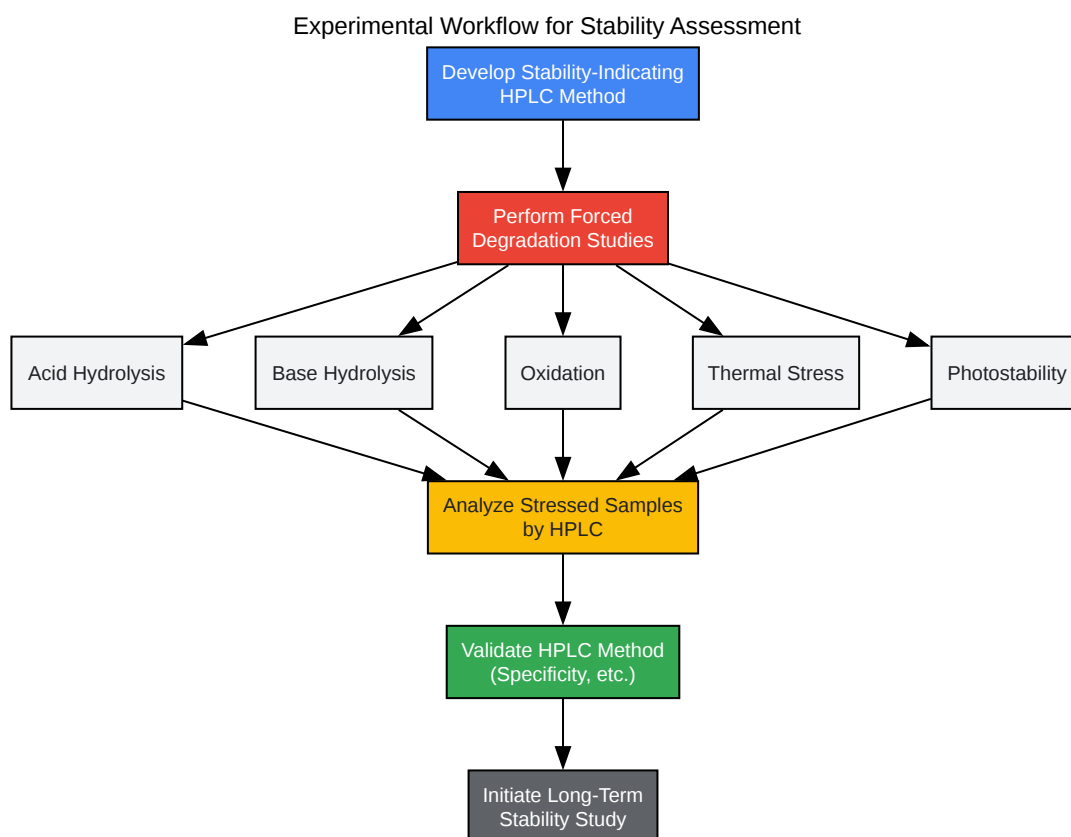 Experimental Workflow for Stability Assessment
Develop Stability-Indicating
HPLC Method
Perform Forced
Degradation Studies
Acid Hydrolysis
Base Hydrolysis
Oxidation
Thermal Stress
Photostability
Analyze Stressed Samples
by HPLC
Validate HPLC Method
(Specificity, etc.)
Initiate Long-Term
Stability Study